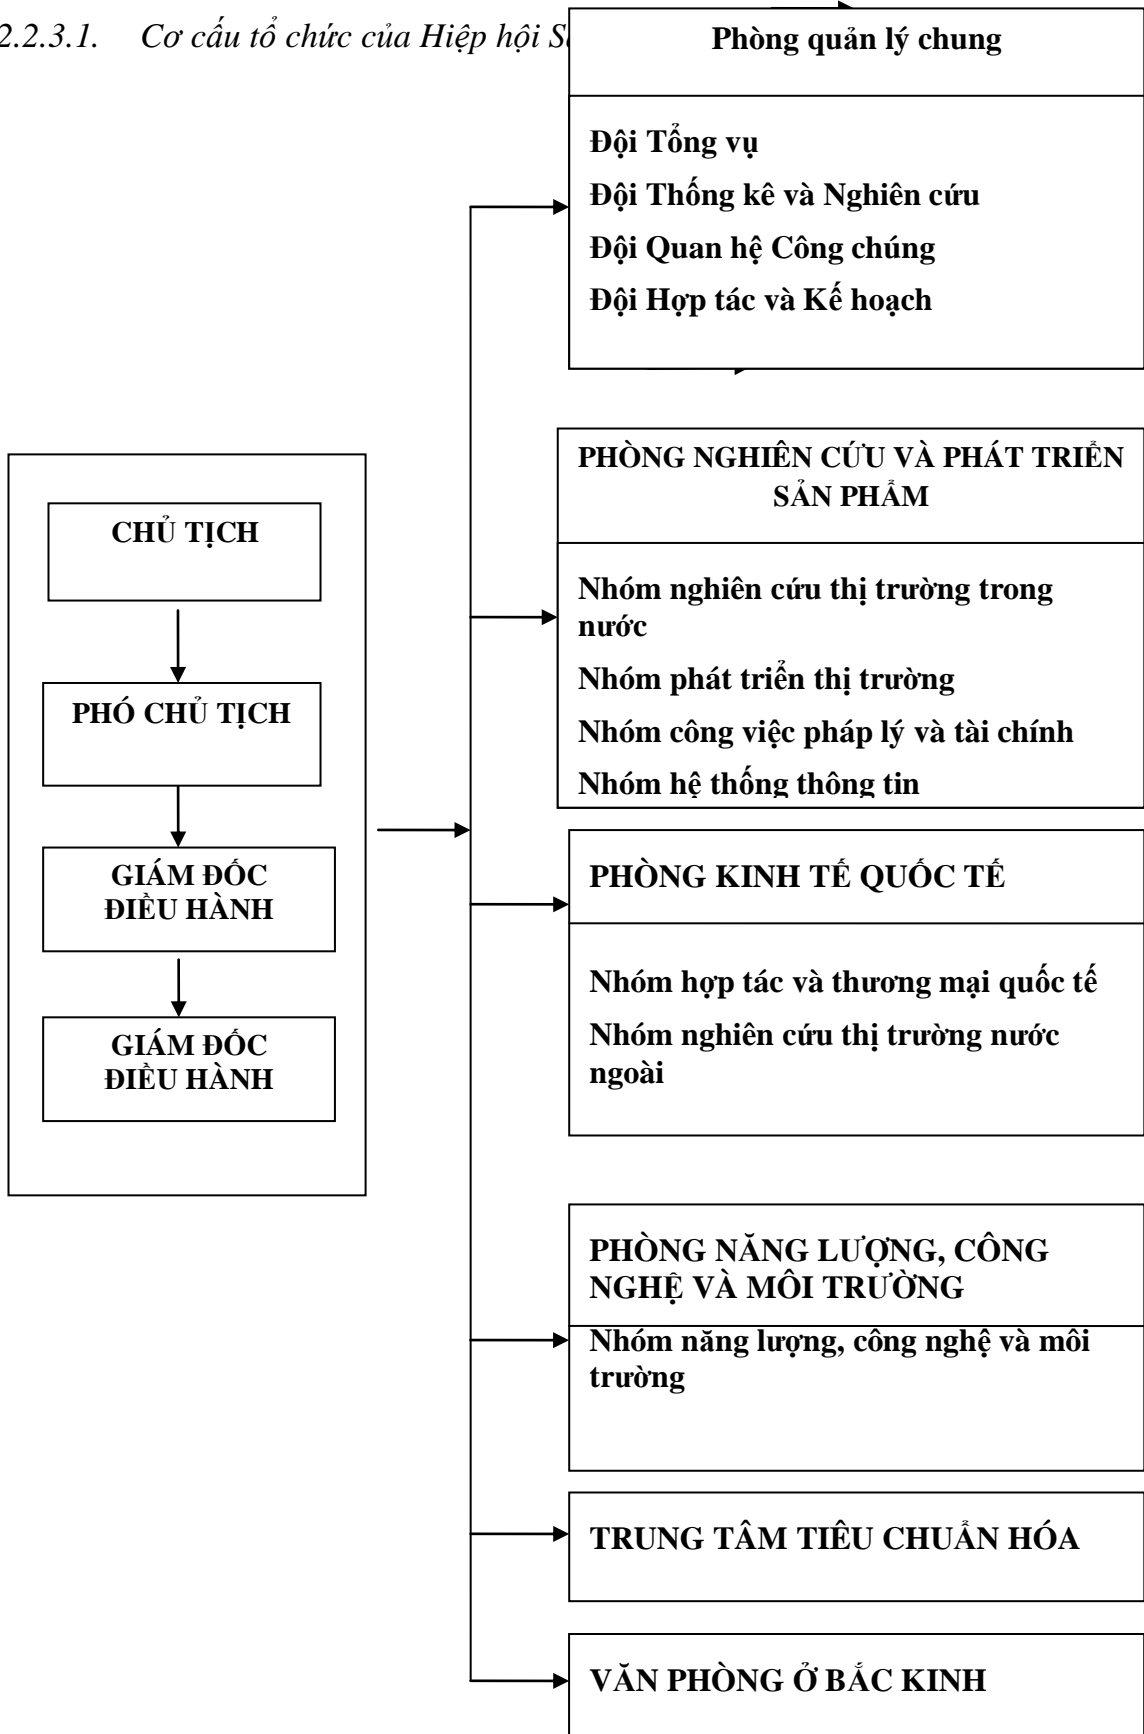 2.2.3.1. Cơ cấu tổ chức của Hiệp hội
Phòng quản lý chung
Đội Tổng vụ
Đội Thống kê và Nghiên cứu
Đội Quan hệ Công chúng
Đội Hợp tác và Kế hoạch
CHỦ TỊCH
PHÓ CHỦ TỊCH
GIÁM ĐỐC
ĐIỀU HÀNH
GIÁM ĐỐC
ĐIỀU HÀNH
PHÒNG NGHIÊN CỨU VÀ PHÁT TRIỂN
SẢN PHẨM
Nhóm nghiên cứu thị trường trong
nước
Nhóm phát triển thị trường
Nhóm công việc pháp lý và tài chính
Nhóm hệ thống thông tin
PHÒNG KINH TẾ QUỐC TẾ
Nhóm hợp tác và thương mại quốc tế
Nhóm nghiên cứu thị trường nước
ngoài
PHÒNG NĂNG LƯỢNG, CÔNG
NGHỆ VÀ MÔI TRƯỜNG
Nhóm năng lượng, công nghệ và môi
trường
TRUNG TÂM TIÊU CHUẨN HÓA
VĂN PHÒNG Ở BẮC KINH